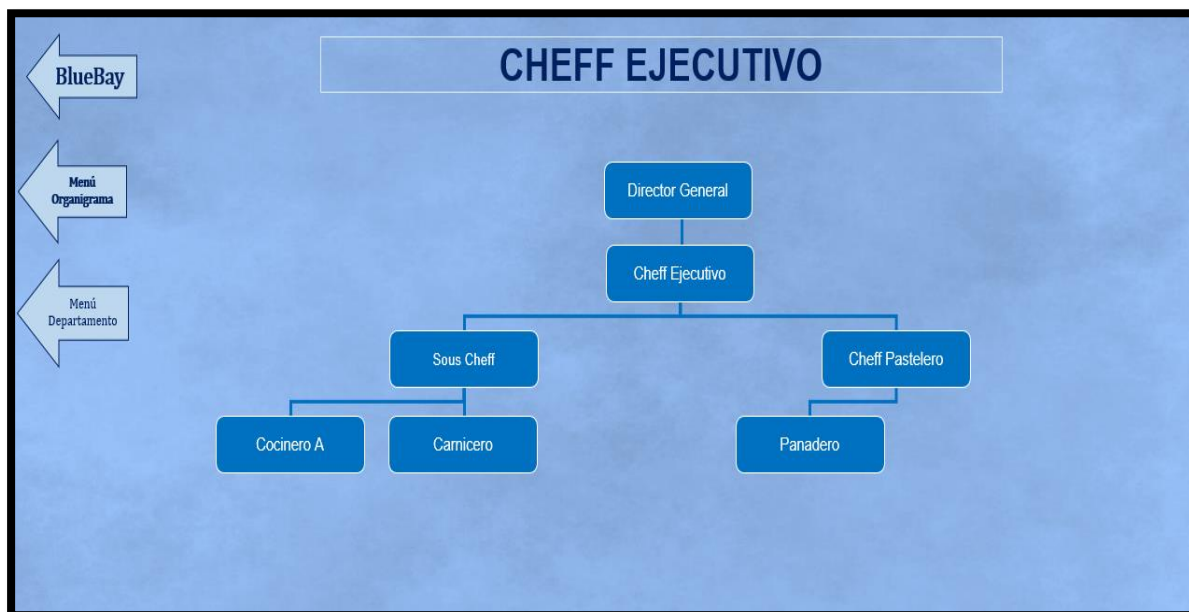 CHEFF EJECUTIVO
BlueBay
Menú
Organigrama
Menú
Departamento
Director General
Cheff Ejecutivo
Sous Cheff
Cheff Pastelero
Cocinero A
Carnicero
Panadero